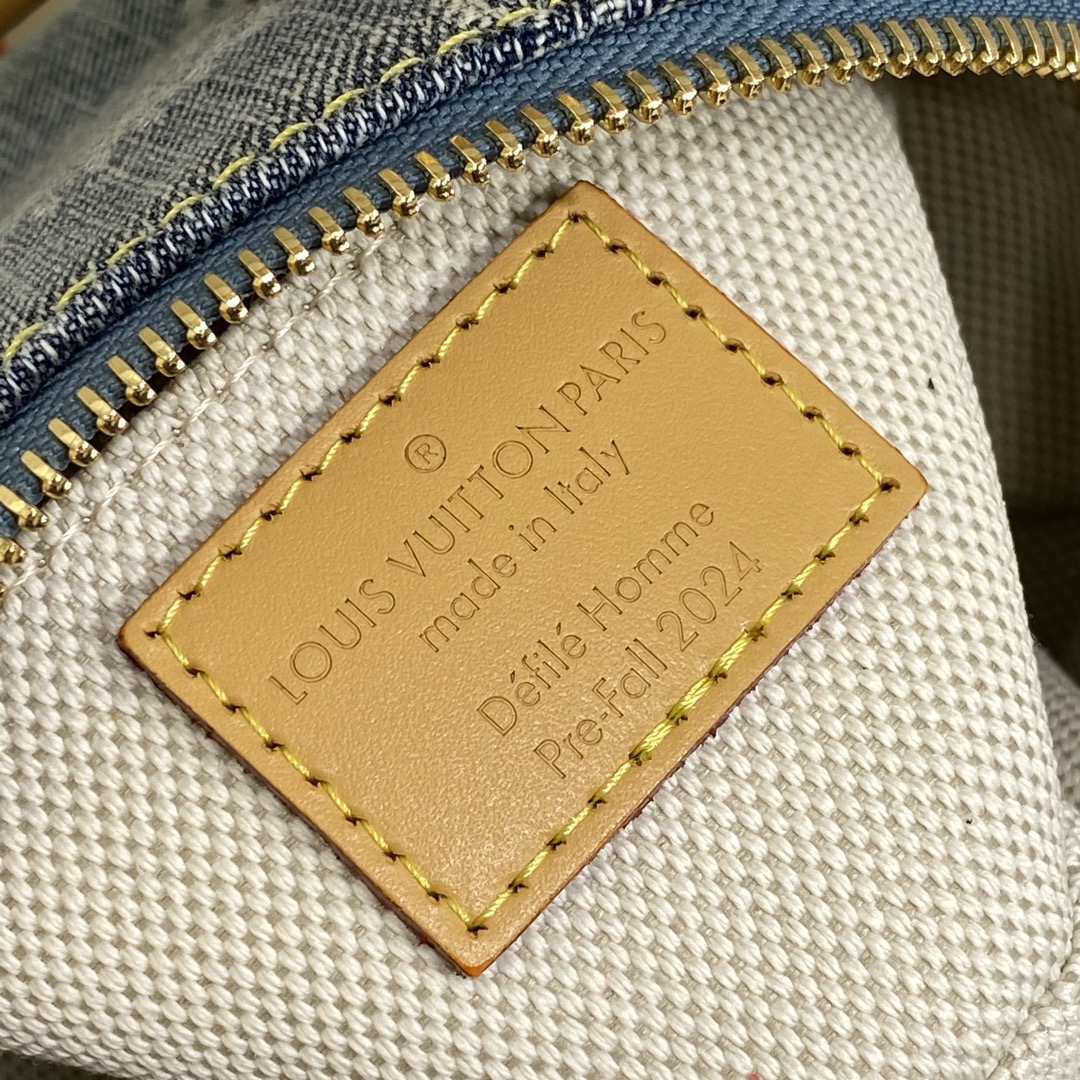 ®
LOUIS VUITTON PARIS
made in Italy
Défilé Homme
Pre-Fall 2024